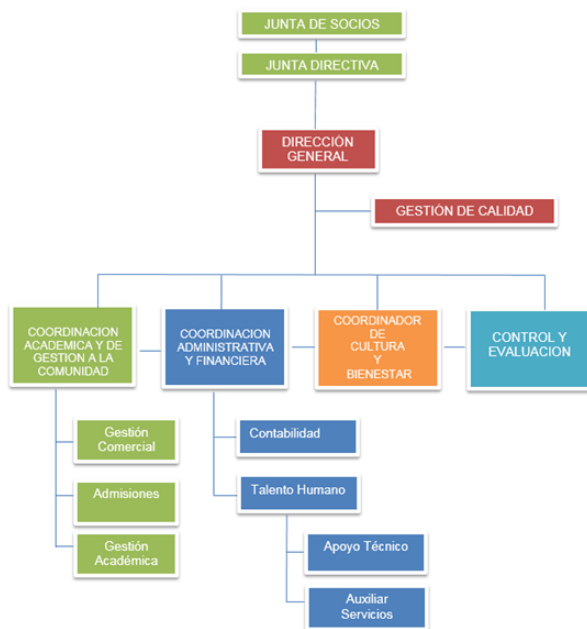 JUNTA DE SOCIOS
JUNTA DIRECTIVA
DIRECCIÓN
GENERAL
GESTIÓN DE CALIDAD
COORDINACION
ACADEMICA Y DE
GESTION A LA
COMUNIDAD
COORDINACION
ADMINISTRATIVA
Y FINANCIERA
COORDINADOR
DE
CULTURA
Y
BIENESTAR
CONTROL Y
EVALUACION
Gestión
Comercial
Admisiones
Gestión
Académica
Contabilidad
Talento Humano
Apoyo Técnico
Auxiliar
Servicios